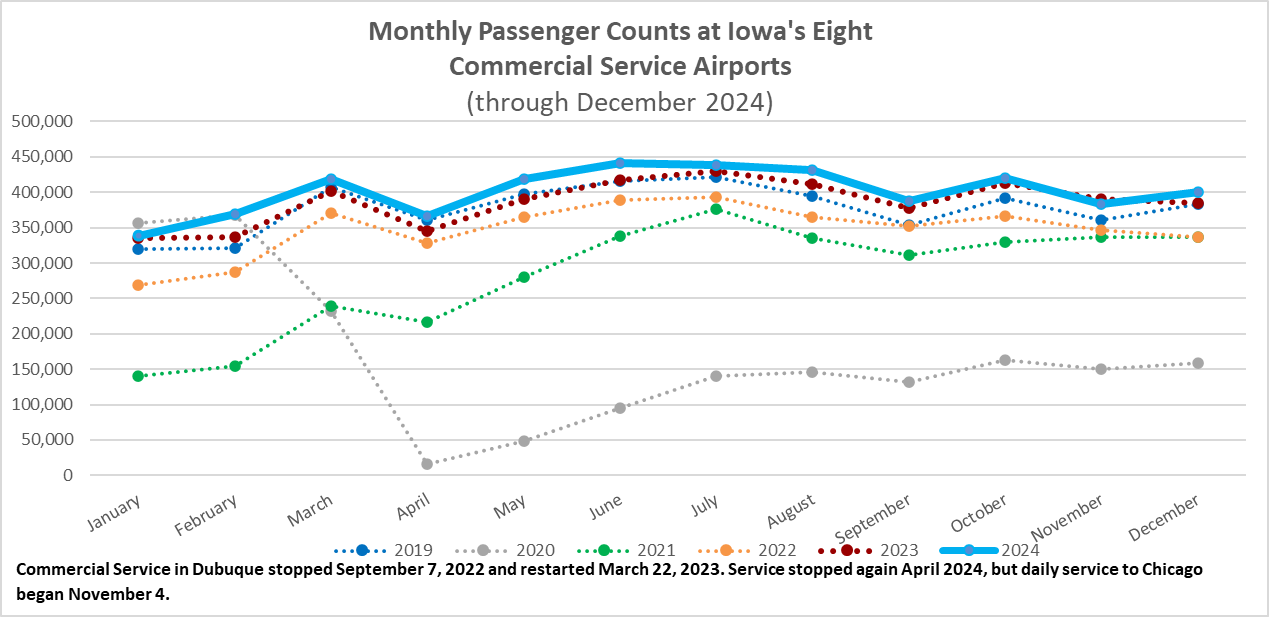 Monthly Passenger Counts at Iowa's Eight
Commercial Service Airports
(through December 2024)
500,000
450,000
400,000
350,000
300,000
250,000
200,000
150,000
100,000
50,000
0
January
February
March
April
May
June
July
August
September
October
November
December
2019
2020
2021
2022
2023
2024
Commercial Service in Dubuque stopped September 7, 2022 and restarted March 22, 2023. Service stopped again April 2024, but daily service to Chicago
began November 4.